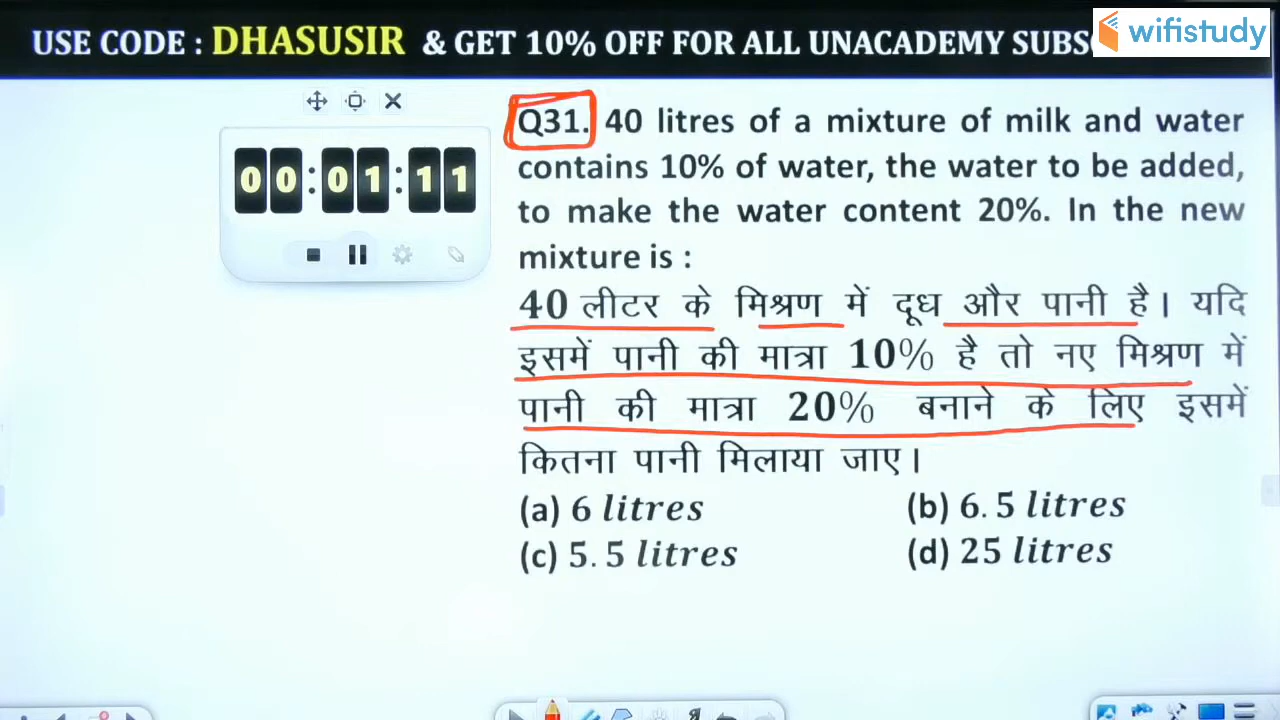 USE CODE : DHASUSIR & GET 10% OFF FOR ALL UNACADEMY
wifistudy
00:01:11
Q31. 40 litres of a mixture of milk and water
contains 10% of water, the water to be added,
to make the water content 20%. In the new
mixture is :
40 लीटर के मिश्रण में दूध और पानी है। यदि
इसमें पानी की मात्रा 10% है तो नए मिश्रण में
पानी की मात्रा 20% बनाने के लिए इसमें
कितना पानी मिलाया जाए।
(a) 6 litres (b) 6. 5 litres
(c) 5. 5 litres (d) 25 litres